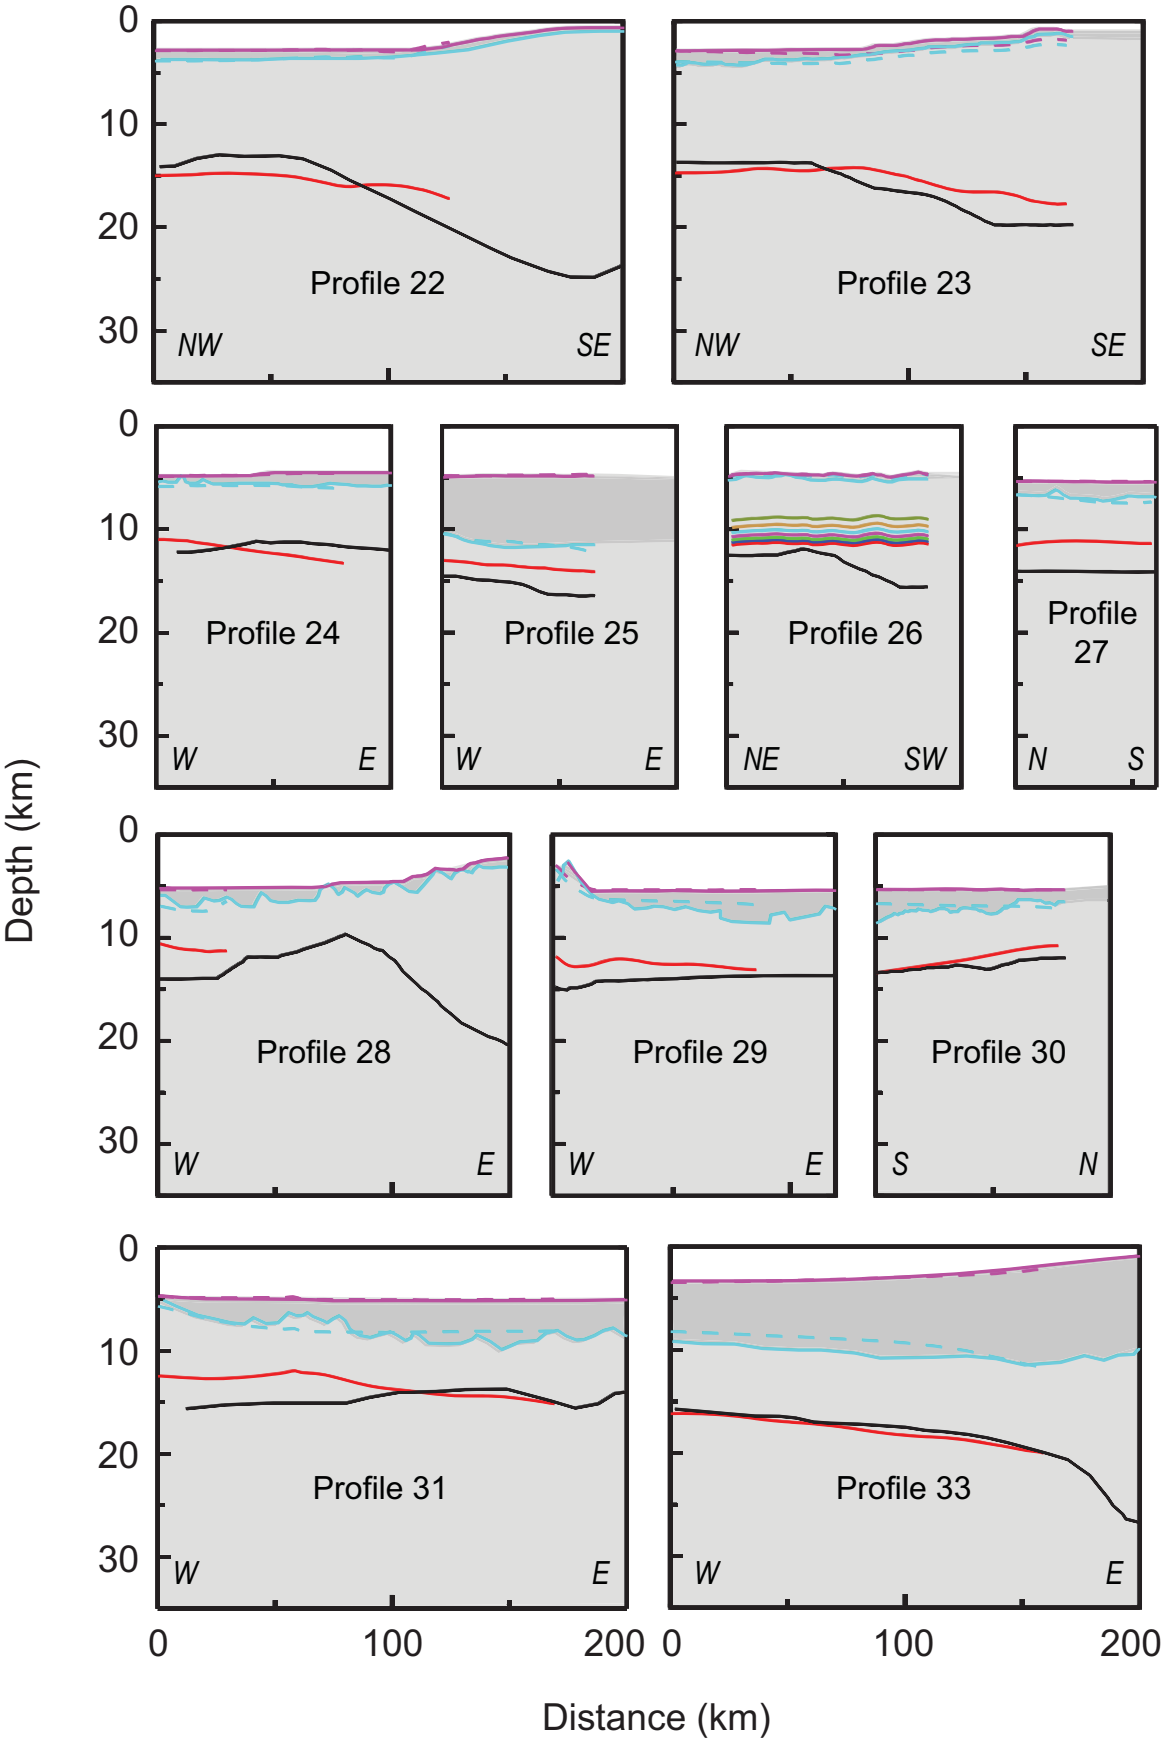 0
10
20
30
Profile 22
Profile 23
NW
SE
NW
SE
0
10
20
30
Profile 24
Profile 25
Profile 26
Profile
27
W
E
W
E
NE
SW
N
S
Depth (km)
0
10
20
30
Profile 28
Profile 29
Profile 30
W
E
W
E
S
N
0
10
20
30
Profile 31
Profile 33
W
E
W
E
0
100
200
0
100
200
Distance (km)